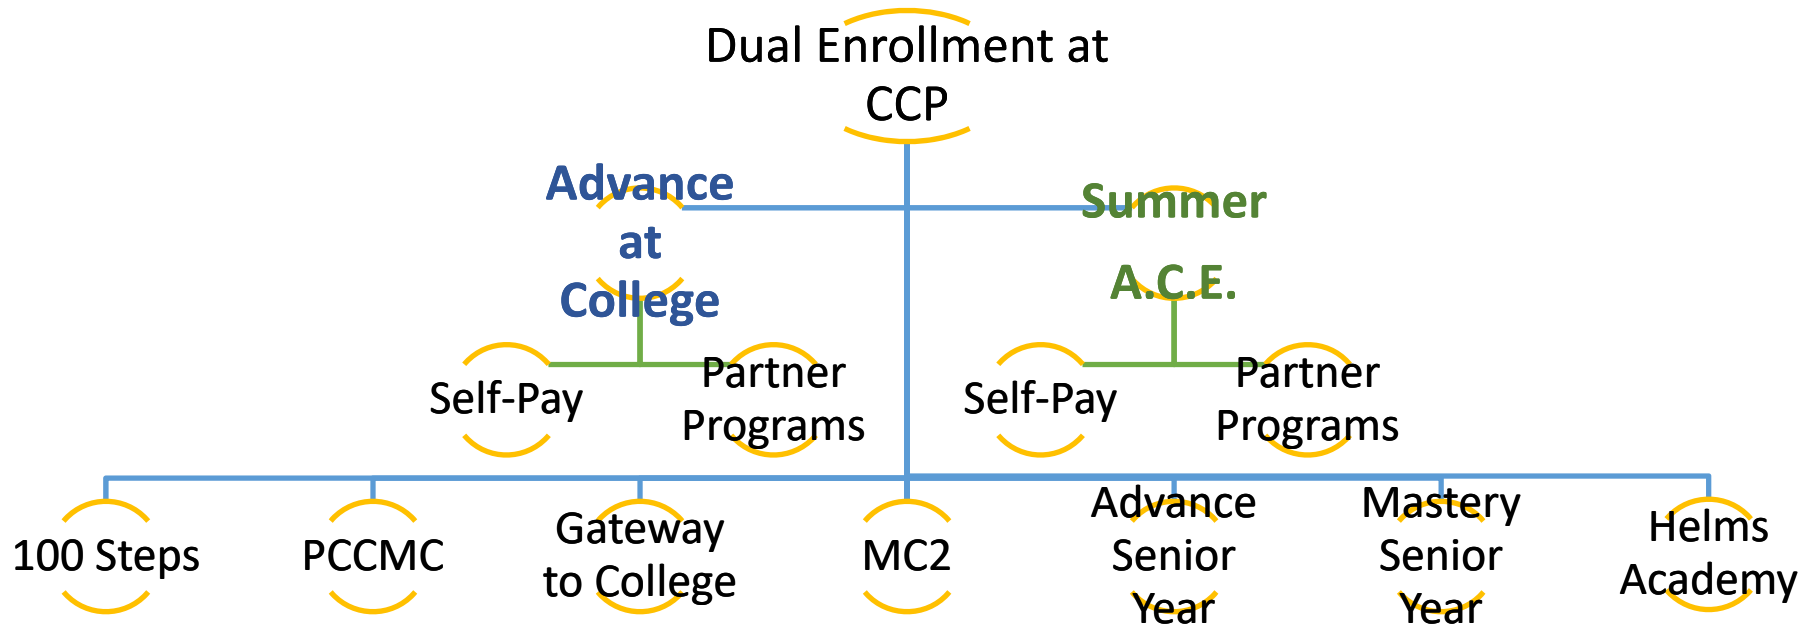 Dual Enrollment at
CCP
Advance
at
College
Summer
A.C.E.
Self-Pay
Partner
Programs
Self-Pay
Partner
Programs
100 Steps
PCCMC
Gateway
to College
MC2
Advance
Senior
Year
Mastery
Senior
Year
Helms
Academy